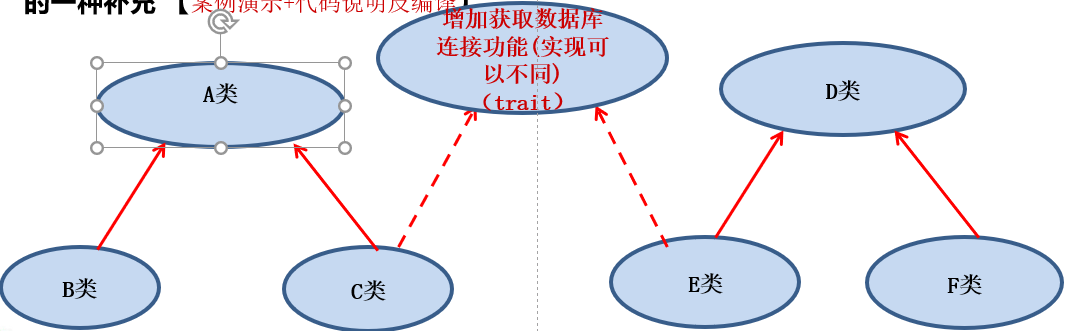 的一种补充 【案例演示+代码说明反编译】
增加获取数据库
连接功能(实现可
以不同)
（trait）
A类
D类
B类
C类
E类
F类